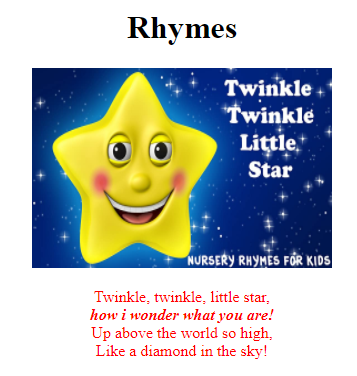 Rhymes
Twinkle
Twinkle
Little
Star
NURSERY RHYMES FOR KIDS
Twinkle, twinkle, little star,
how i wonder what you are!
Up above the world so high,
Like a diamond in the sky!